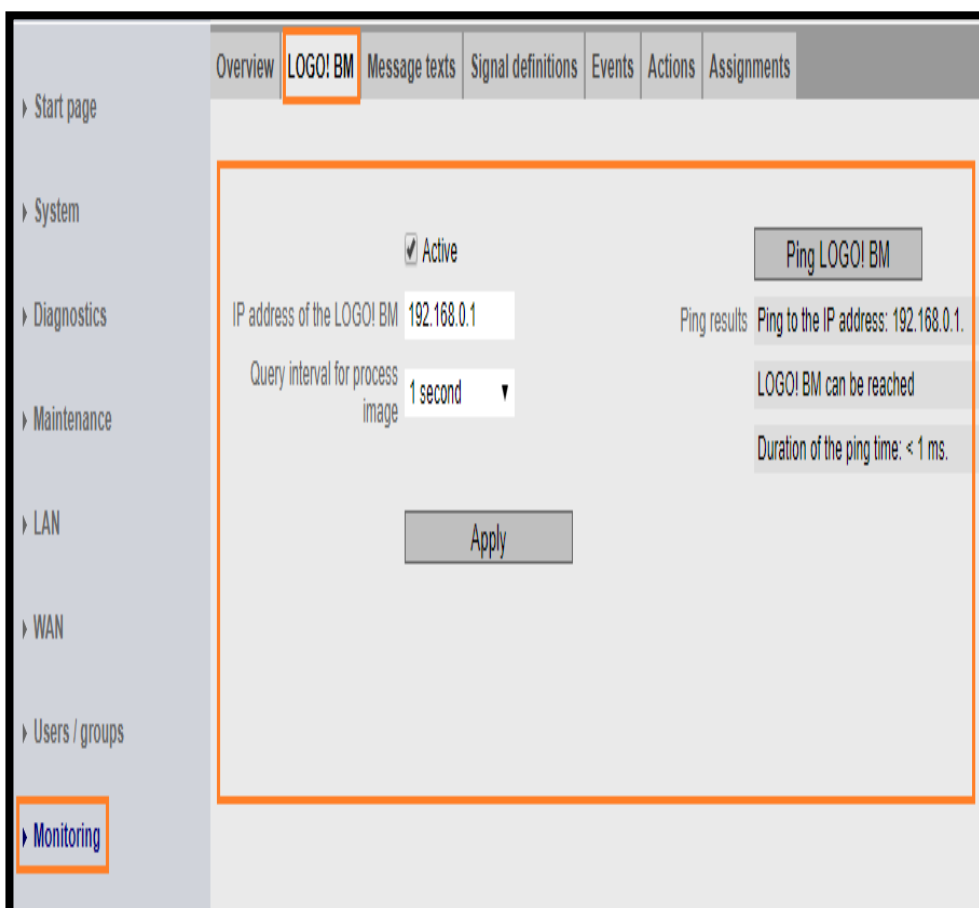 Overview LOGO! BM Message texts Signal definitions Events Actions Assignments
Start page
System
Diagnostics
Maintenance
LAN
WAN
Users / groups
Monitoring
Active
IP address of the LOGO! BM 192.168.0.1
Query interval for process
image
1 second
Apply
Ping LOGO! BM
Ping results Ping to the IP address: 192.168.0.1.
LOGO! BM can be reached
Duration of the ping time: < 1 ms.